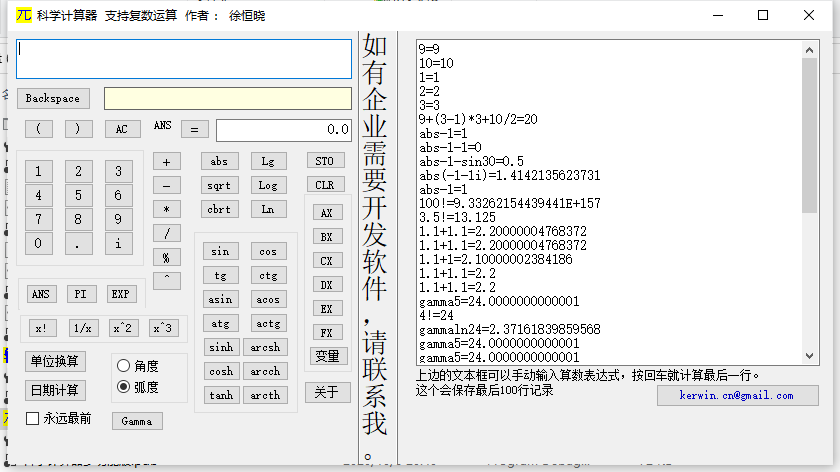 兀 科学计算器 支持复数运算 作者 : 徐恒晓
Backspace
( ) AC ANS = 0.0
1 2 3
4 5 6
7 8 9
0 . i
+
-
*
/
%
^
abs Lg
sqrt Log
cbrt Ln
STO
CLR
AX
BX
CX
DX
EX
FX
变量
sin cos
tg ctg
asin acos
atg actg
sinh arcsh
cosh arcch
tanh arcth
关于
ANS PI EXP
x! 1/x x^2 x^3
单位换算
日期计算
角度
弧度
永远最前
Gamma
如有企业需要开发软件,请联系我。
9=9
10=10
1=1
2=2
3=3
9+(3-1)*3+10/2=20
abs-1=1
abs-1-1=0
abs-1-sin30=0.5
abs(-1-1i)=1.4142135623731
abs-1=1
100!=9.33262154439441E+157
3.5!=13.125
1.1+1.1=2.20000004768372
1.1+1.1=2.20000004768372
1.1+1=2.10000002384186
1.1+1.1=2.2
1.1+1.1=2.2
gamma5=24.0000000000001
4!=24
gammaln24=2.37161839859568
gamma5=24.0000000000001
gamma5=24.0000000000001
上边的文本框可以手动输入算数表达式，按回车就计算最后一行。
这个会保存最后100行记录
kerwin.cn@gmail.com